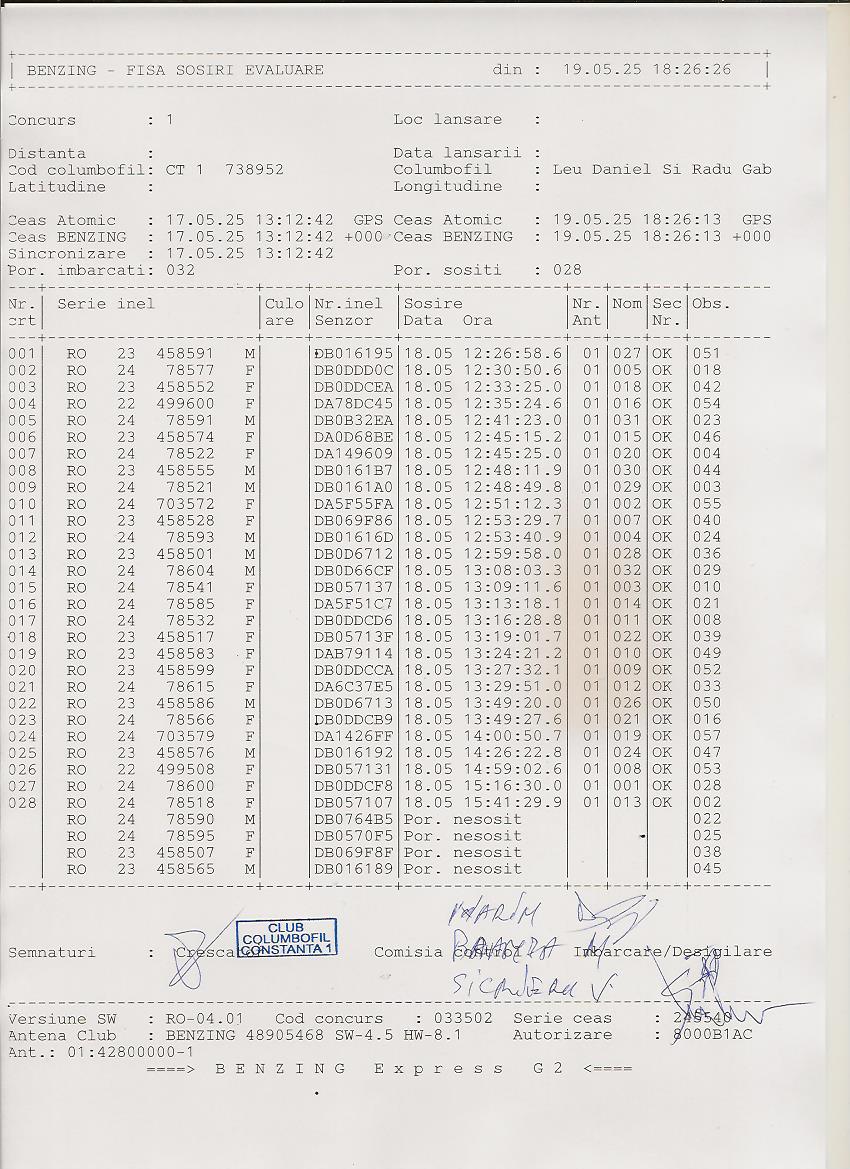 BENZING - FISA SOSIRI EVALUARE din : 19.05.25 18:26:26
Concurs : 1 Loc lansare :
Distanta : Data lansarii :
Cod columbofil: CT 1 738952 Columbofil : Leu Daniel Si Radu Gab
Latitudine : Longitudine :
Ceas Atomic : 17.05.25 13:12:42 GPS Ceas Atomic : 19.05.25 18:26:13 GPS
Ceas BENZING : 17.05.25 13:12:42 +000 Ceas BENZING : 19.05.25 18:26:13 +000
Sincronizare : 17.05.25 13:12:42
Por. imbarcati: 032 Por. sositi : 028
Nr. Serie inel Culo Nr.inel Sosire Nr. Nom Sec Obs.
crt are Senzor Data Ora Ant Nr.
001 RO 23 458591 M DB016195 18.05 12:26:58.6 01 027 OK 051
002 RO 24 78577 F DB0DDD0C 18.05 12:30:50.6 01 005 OK 018
003 RO 23 458552 F DB0DDCEA 18.05 12:33:25.0 01 018 OK 042
004 RO 22 499600 F DA78DC45 18.05 12:35:24.6 01 016 OK 054
005 RO 24 78591 M DB0B32EA 18.05 12:41:23.0 01 031 OK 023
006 RO 23 458574 F DA0D68BE 18.05 12:45:15.2 01 015 OK 046
007 RO 24 78522 F DA149609 18.05 12:45:25.0 01 020 OK 004
008 RO 23 458555 M DB0161B7 18.05 12:48:11.9 01 030 OK 044
009 RO 24 78521 M DB0161A0 18.05 12:48:49.8 01 029 OK 003
010 RO 24 703572 F DA5F55FA 18.05 12:51:12.3 01 002 OK 055
011 RO 23 458528 F DB069F86 18.05 12:53:29.7 01 007 OK 040
012 RO 24 78593 M DB01616D 18.05 12:53:40.9 01 004 OK 024
013 RO 23 458501 M DB0D6712 18.05 12:59:58.0 01 028 OK 036
014 RO 24 78604 M DB0D66CF 18.05 13:08:03.3 01 032 OK 029
015 RO 24 78541 F DB057137 18.05 13:09:11.6 01 003 OK 010
016 RO 24 78585 F DA5F51C7 18.05 13:13:18.1 01 014 OK 021
017 RO 24 78532 F DB0DDCD6 18.05 13:16:28.8 01 011 OK 008
018 RO 23 458517 F DB05713F 18.05 13:19:01.7 01 022 OK 039
019 RO 23 458583 F DAB79114 18.05 13:24:21.2 01 010 OK 049
020 RO 23 458599 F DB0DDCCA 18.05 13:27:32.1 01 009 OK 052
021 RO 24 78615 F DA6C37E5 18.05 13:29:51.0 01 012 OK 033
022 RO 23 458586 M DB0D6713 18.05 13:49:20.0 01 026 OK 050
023 RO 24 78566 F DB0DDCB9 18.05 13:49:27.6 01 021 OK 016
024 RO 24 703579 F DA1426FF 18.05 14:00:50.7 01 019 OK 057
025 RO 23 458576 M DB016192 18.05 14:26:22.8 01 024 OK 047
026 RO 22 499508 F DB057131 18.05 14:59:02.6 01 008 OK 053
027 RO 24 78600 F DB0DDCF8 18.05 15:16:30.0 01 001 OK 028
028 RO 24 78518 F DB057107 18.05 15:41:29.9 01 013 OK 002
RO 24 78590 M DB0764B5 Por. nesosit 022
RO 24 78595 F DB0570F5 Por. nesosit 025
RO 23 458507 F DB069F8F Por. nesosit 038
RO 23 458565 M DB016189 Por. nesosit 045
MARIM
CLUB
COLUMBOFIL
CONSTANTA 1
Semnaturi : Comisia control Imbarcare/Desigilare
Versiune SW : RO-04.01 Cod concurs : 033502 Serie ceas :
Antena Club : BENZING 48905468 SW-4.5 HW-8.1 Autorizare : 8000B1AC
Ant.: 01:42800000-1
====> B E N Z I N G E x p r e s s G 2 <====